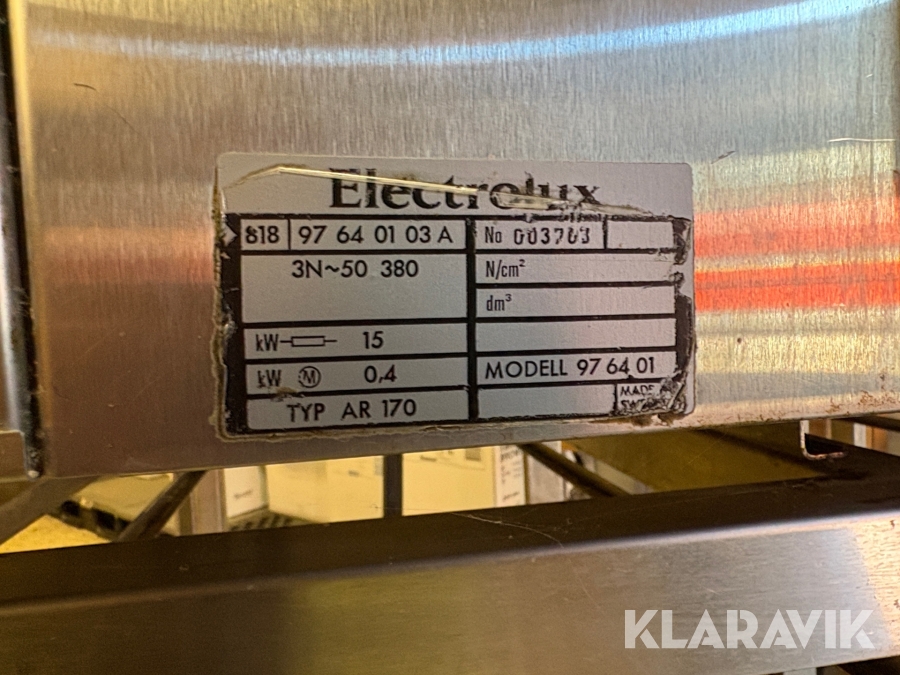 Electrolux
818 97 64 01 03 A No 003703
3N~50 380 N/cm²
dm³
kW 15
kW M 0,4 MODELL 97 64 01
TYP AR 170 MADE
KLARAVIK